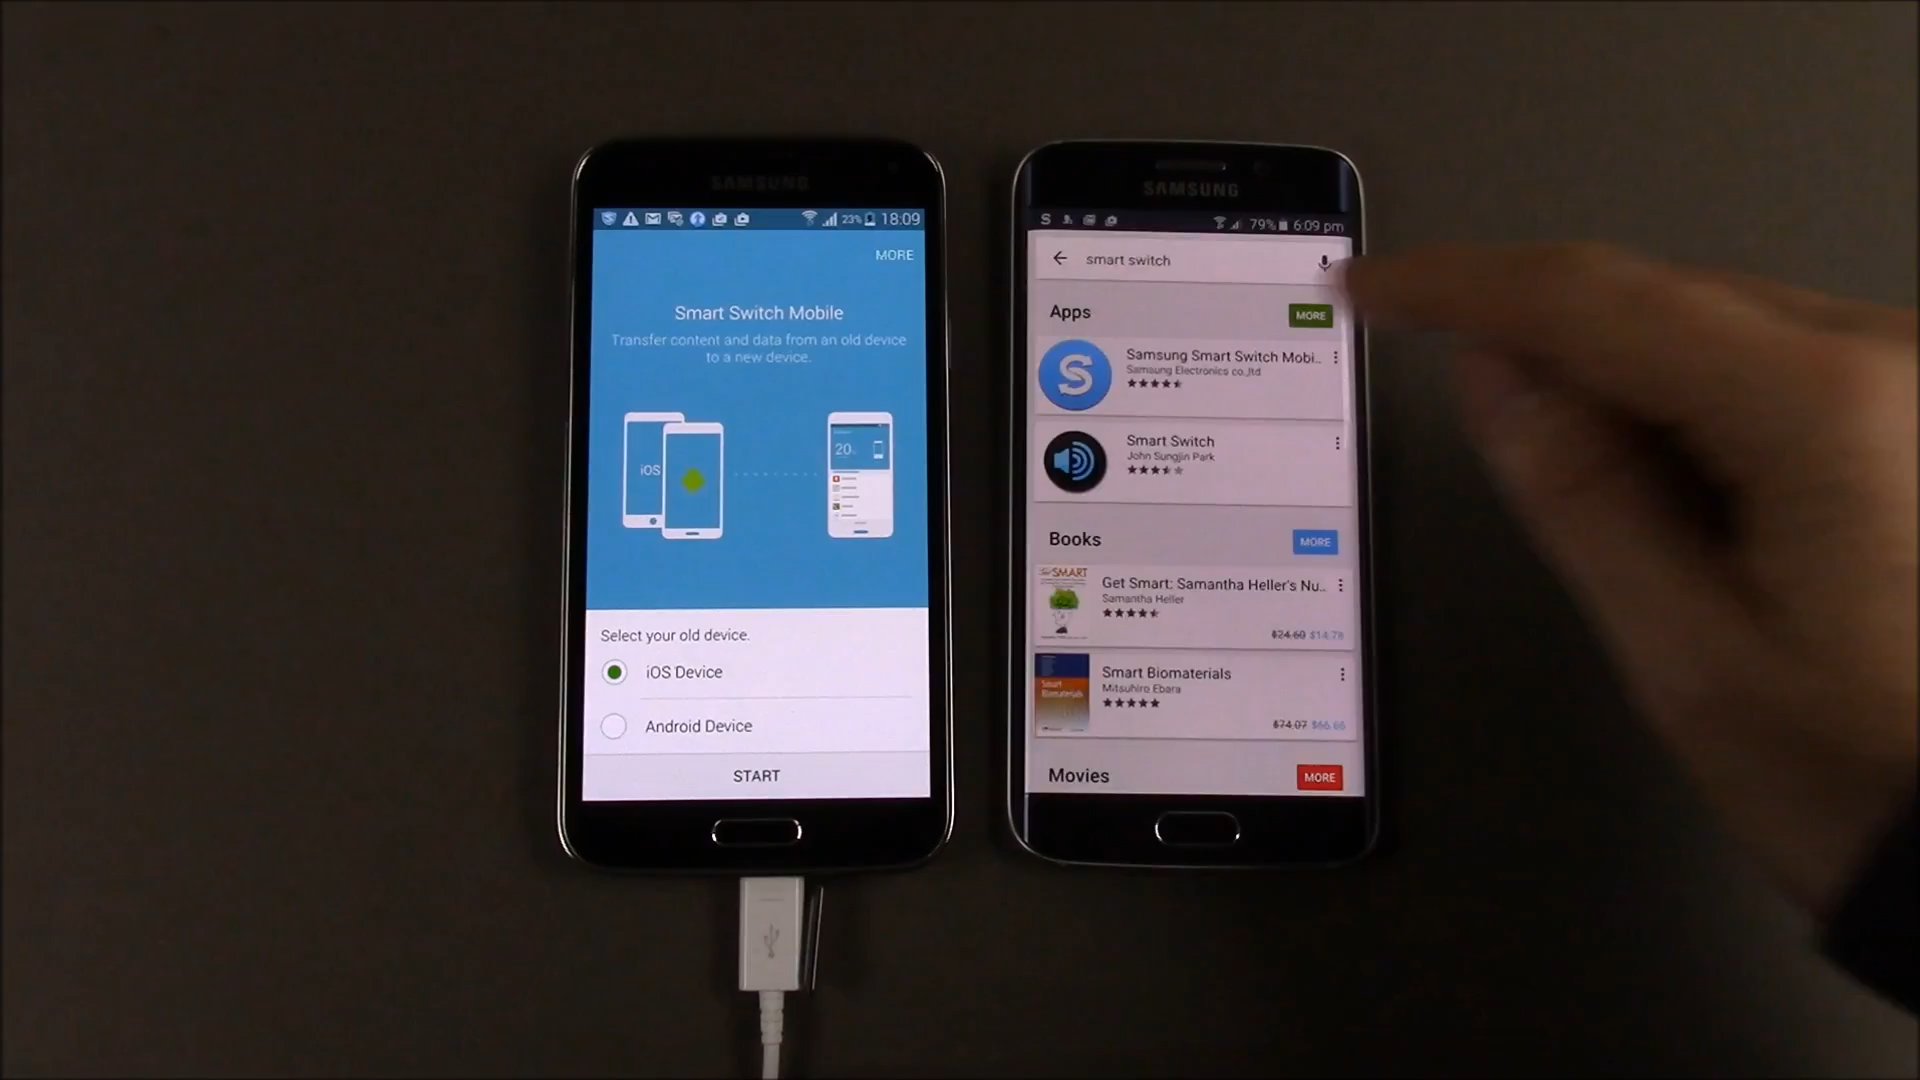 SAMSUNG
23% 18:09
MORE
Smart Switch Mobile
Transfer content and data from an old device
to a new device.
iOS
20
Select your old device.
iOS Device
Android Device
START
SAMSUNG
S 79% 6:09 pm
smart switch
Apps MORE
S
Samsung Smart Switch Mobi..
Samsung Electronics co.,ltd
Smart Switch
John Sungjin Park
Books MORE
SMART
Get Smart: Samantha Heller's Nu..
Samantha Heller
$24.60 $14.78
Smart Biomaterials
Smart
Biomaterials
Mitsuhiro Ebara
$74.07 $66.66
Movies MORE